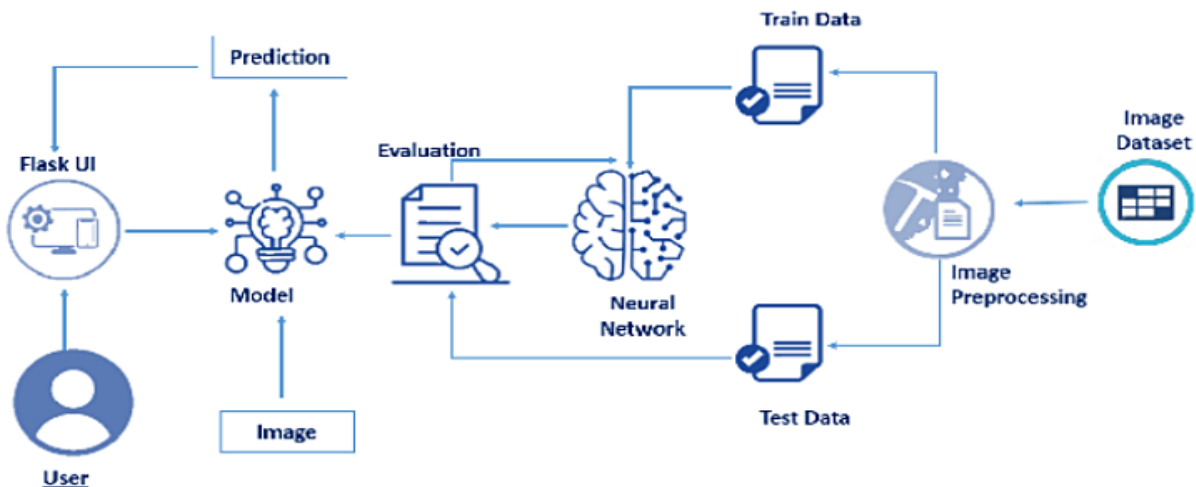 Train Data
Prediction
Image
Dataset
Evaluation
Flask UI
Model
Neural
Network
Image
Preprocessing
Image
Test Data
User